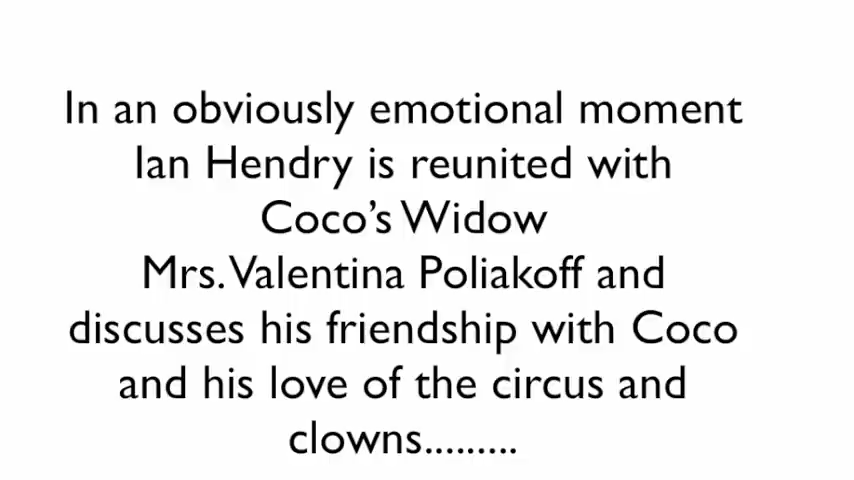 In an obviously emotional moment
Ian Hendry is reunited with
Coco's Widow
Mrs. Valentina Poliakoff and
discusses his friendship with Coco
and his love of the circus and
clowns.........